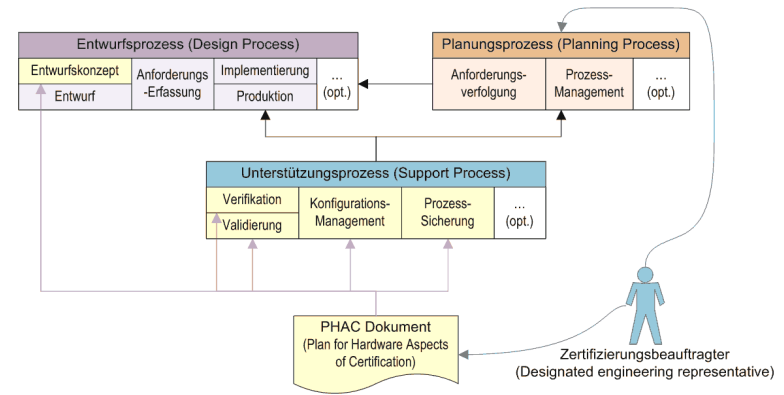 Entwurfsprozess (Design Process)
Entwurfskonzept
Entwurf
Anforderungs
-Erfassung
Implementierung
Produktion
...
(opt.)
Planungsprozess (Planning Process)
Anforderungs-
verfolgung
Prozess-
Management
...
(opt.)
Unterstützungsprozess (Support Process)
Verifikation
Validierung
Konfigurations-
Management
Prozess-
Sicherung
...
(opt.)
PHAC Dokument
(Plan for Hardware Aspects
of Certification)
Zertifizierungsbeauftragter
(Designated engineering representative)